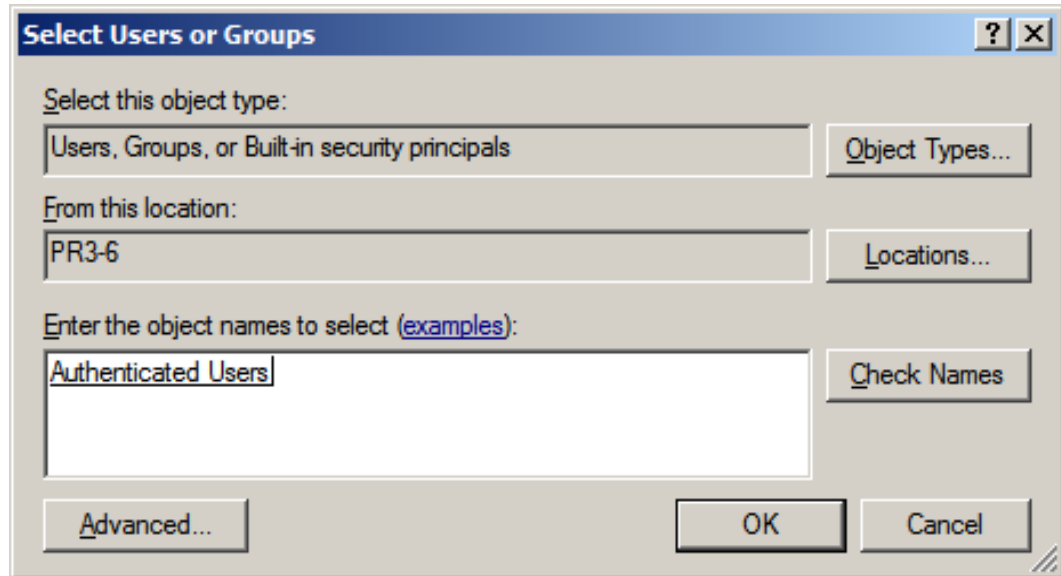 Select Users or Groups
Select this object type:
Users, Groups, or Built-in security principals
Object Types...
From this location:
PR3-6
Locations...
Enter the object names to select (examples):
Authenticated Users
Check Names
Advanced...
OK
Cancel